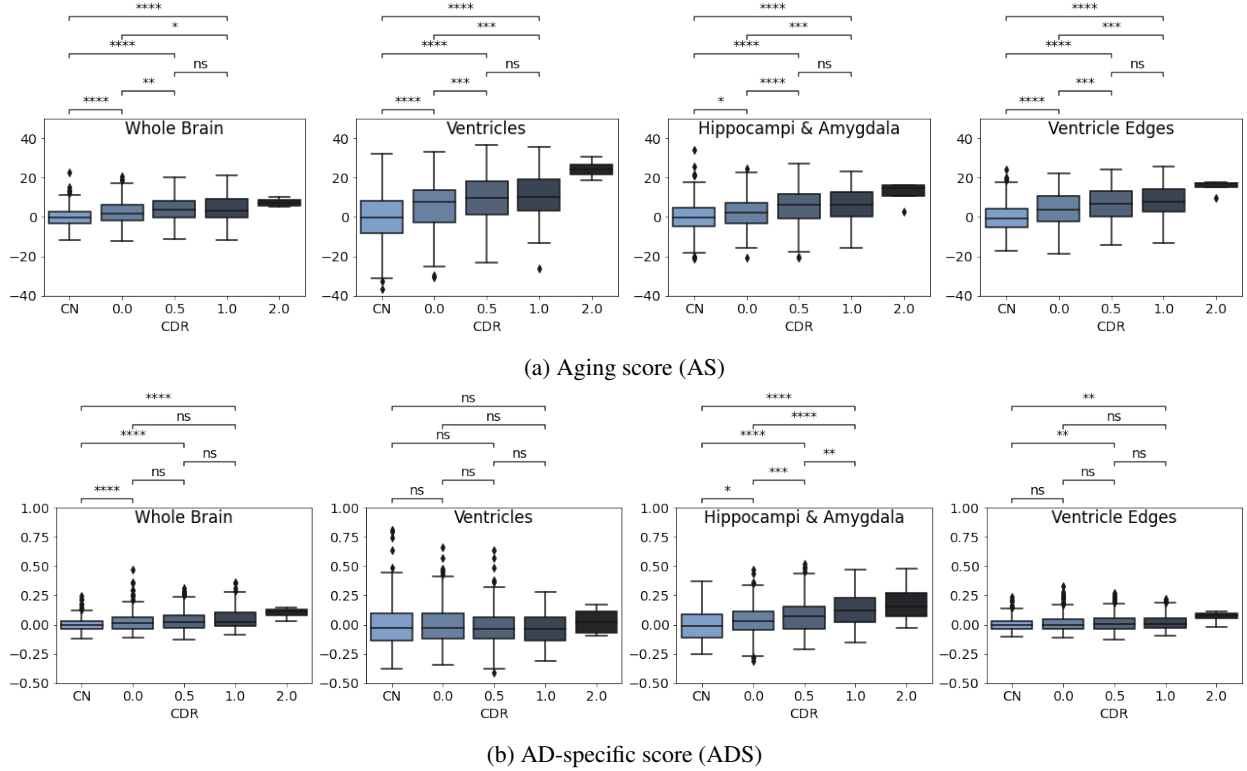 **** **** **** ****
* *** *** ***
**** **** **** ****
ns ns ns ns
** *** **** ***
**** **** * ****
Whole Brain Ventricles Hippocampi & Amygdala Ventricle Edges
40 40 40 40
20 20 20 20
0 0 0 0
−20 −20 −20 −20
−40 −40 −40 −40
CN 0.0 0.5 1.0 2.0 CN 0.0 0.5 1.0 2.0 CN 0.0 0.5 1.0 2.0 CN 0.0 0.5 1.0 2.0
CDR CDR CDR CDR
(a) Aging score (AS)
**** ns **** **
ns ns **** ns
**** ns **** **
ns ns ** ns
ns ns *** ns
**** ns * ns
1.00 1.00 1.00 1.00
Whole Brain Ventricles Hippocampi & Amygdala Ventricle Edges
0.75 0.75 0.75 0.75
0.50 0.50 0.50 0.50
0.25 0.25 0.25 0.25
0.00 0.00 0.00 0.00
−0.25 −0.25 −0.25 −0.25
−0.50 −0.50 −0.50 −0.50
CN 0.0 0.5 1.0 2.0 CN 0.0 0.5 1.0 2.0 CN 0.0 0.5 1.0 2.0 CN 0.0 0.5 1.0 2.0
CDR CDR CDR CDR
(b) AD-specific score (ADS)